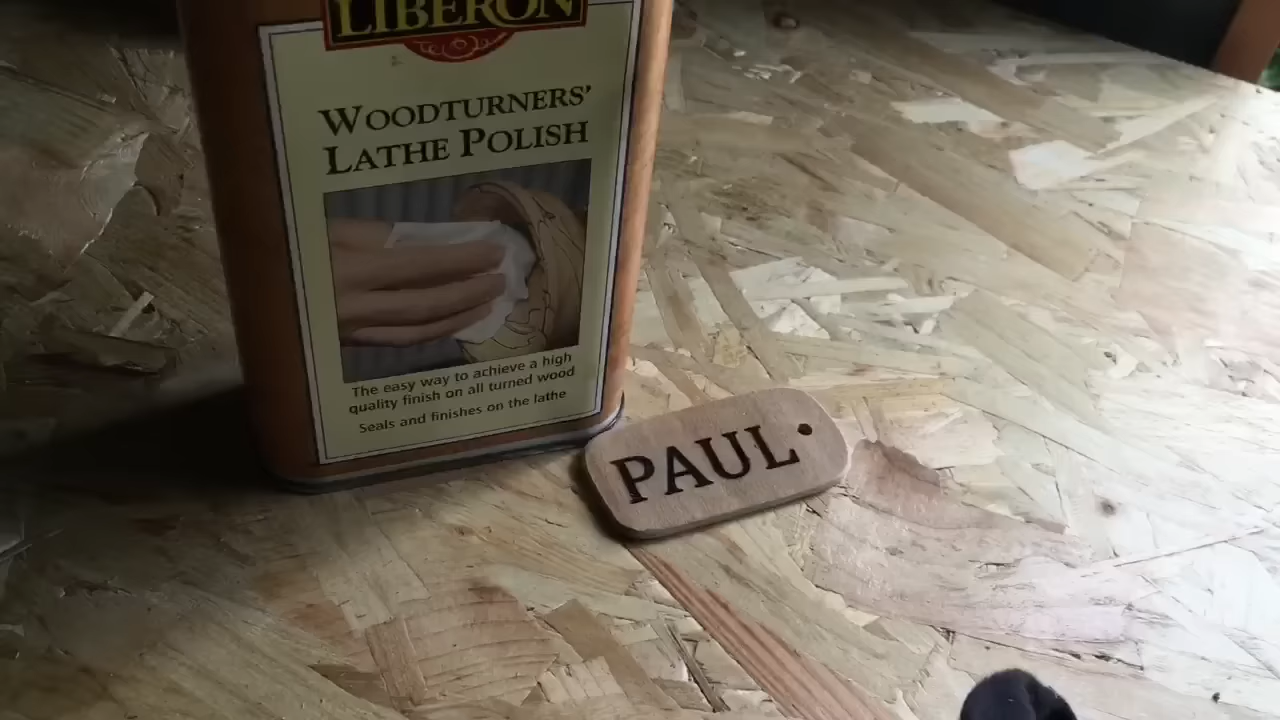 LIBERON
WOODTURNERS'
LATHE POLISH
The easy way to achieve a high
quality finish on all turned wood
Seals and finishes on the lathe
PAUL